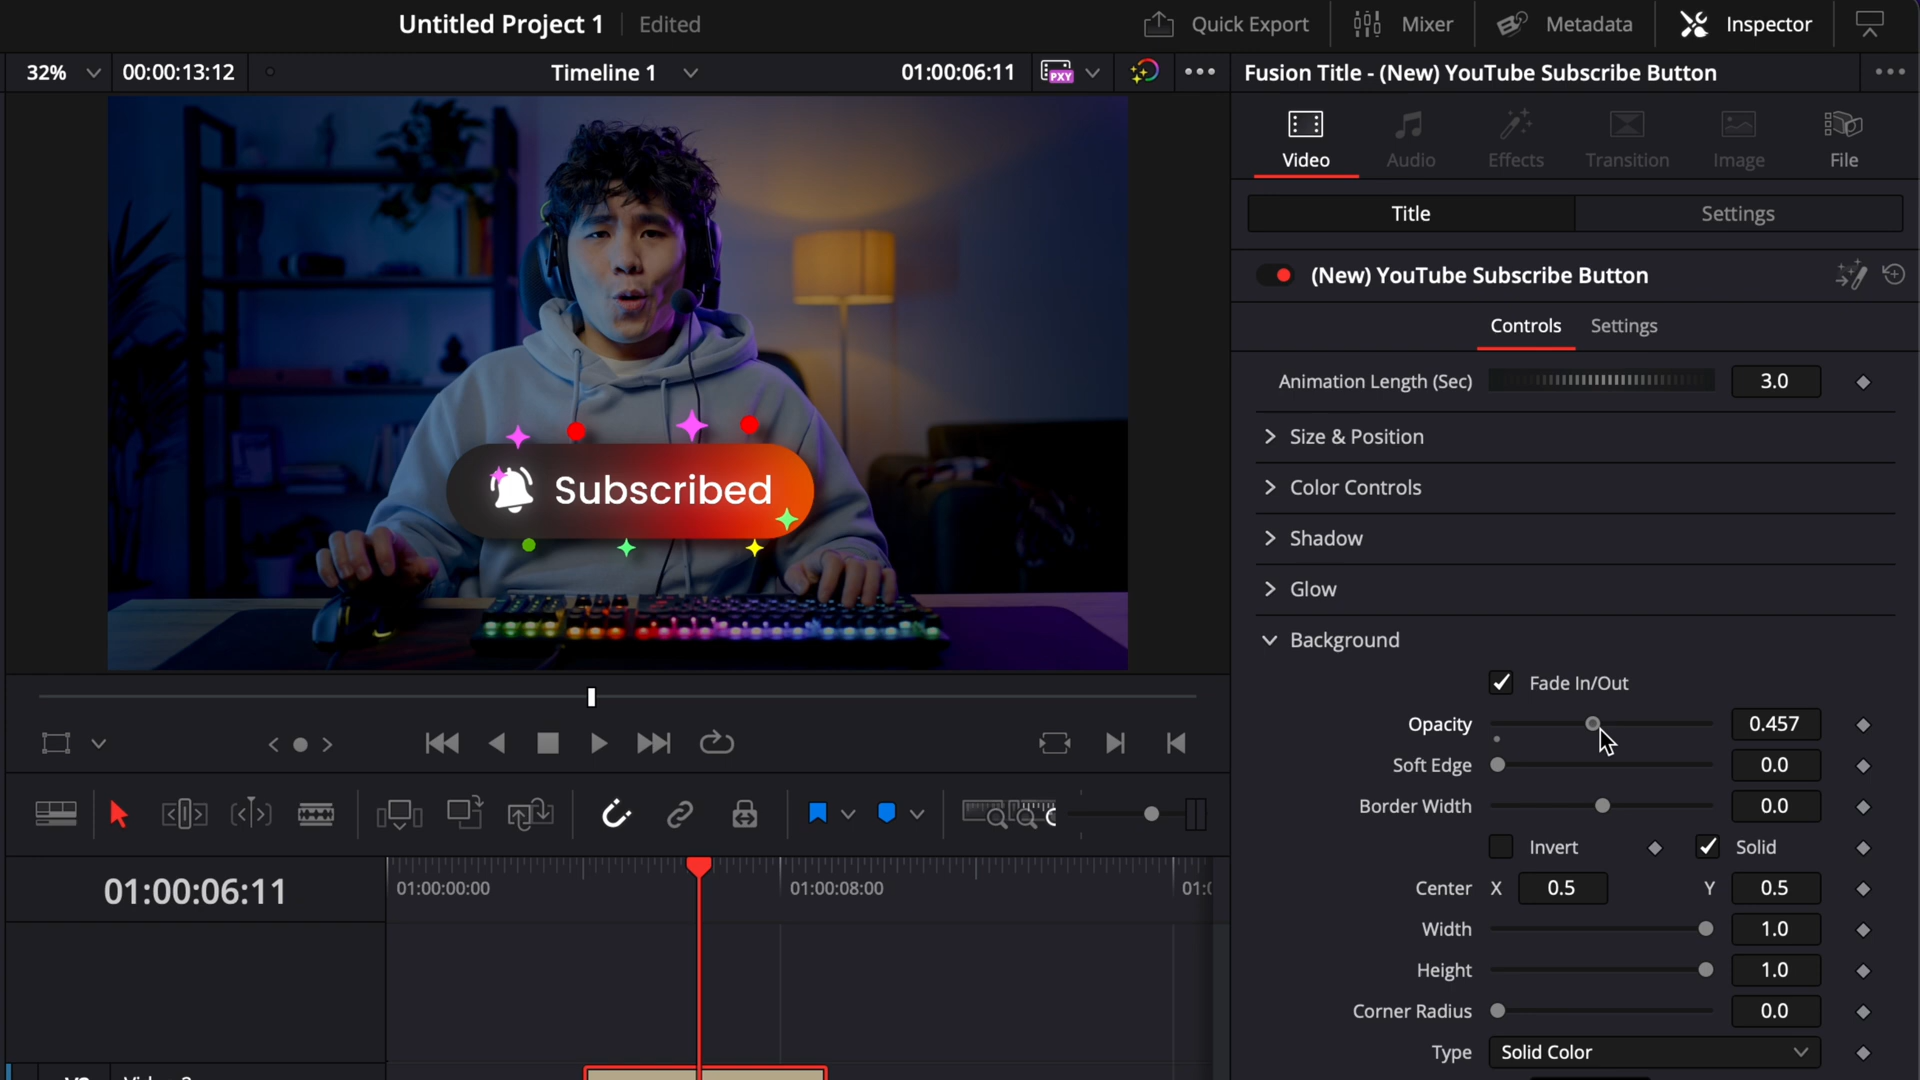 Untitled Project 1
Edited
Quick Export
Mixer
Metadata
Inspector
32%
00:00:13:12
Timeline 1
01:00:06:11
PXY
Fusion Title - (New) YouTube Subscribe Button
Video
Audio
Effects
Transition
Image
File
Title
Settings
(New) YouTube Subscribe Button
Controls
Settings
Animation Length (Sec)
3.0
Size & Position
Color Controls
Shadow
Glow
Background
Fade In/Out
Opacity
0.457
Soft Edge
0.0
Border Width
0.0
Invert
Solid
Center
X
0.5
Y
0.5
Width
1.0
Height
1.0
Corner Radius
0.0
Type
Solid Color
Subscribed
01:00:06:11
01:00:00:00
01:00:08:00